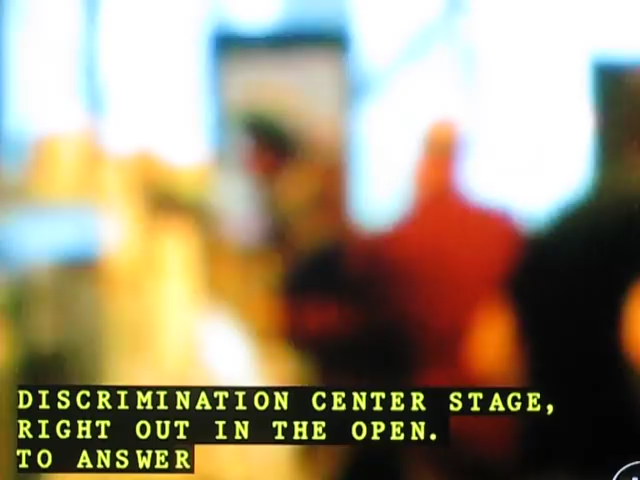 DISCRIMINATION CENTER STAGE,
RIGHT OUT IN THE OPEN.
TO ANSWER